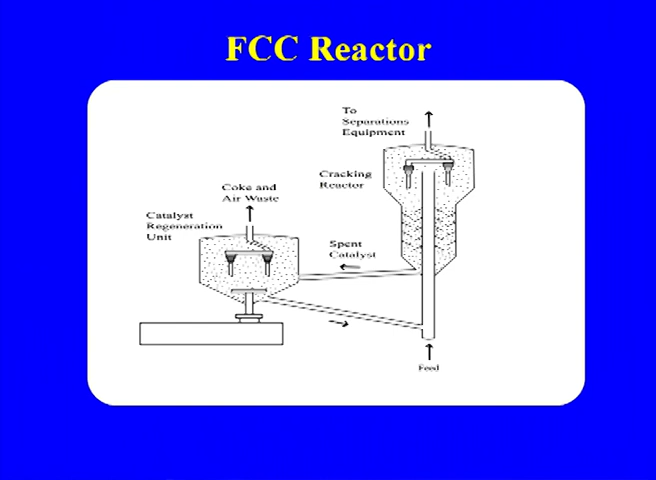 FCC Reactor
To
Separations
Equipment
Cracking
Reactor
Coke and
Air Waste
Catalyst
Regeneration
Unit
Spent
Catalyst
Feed